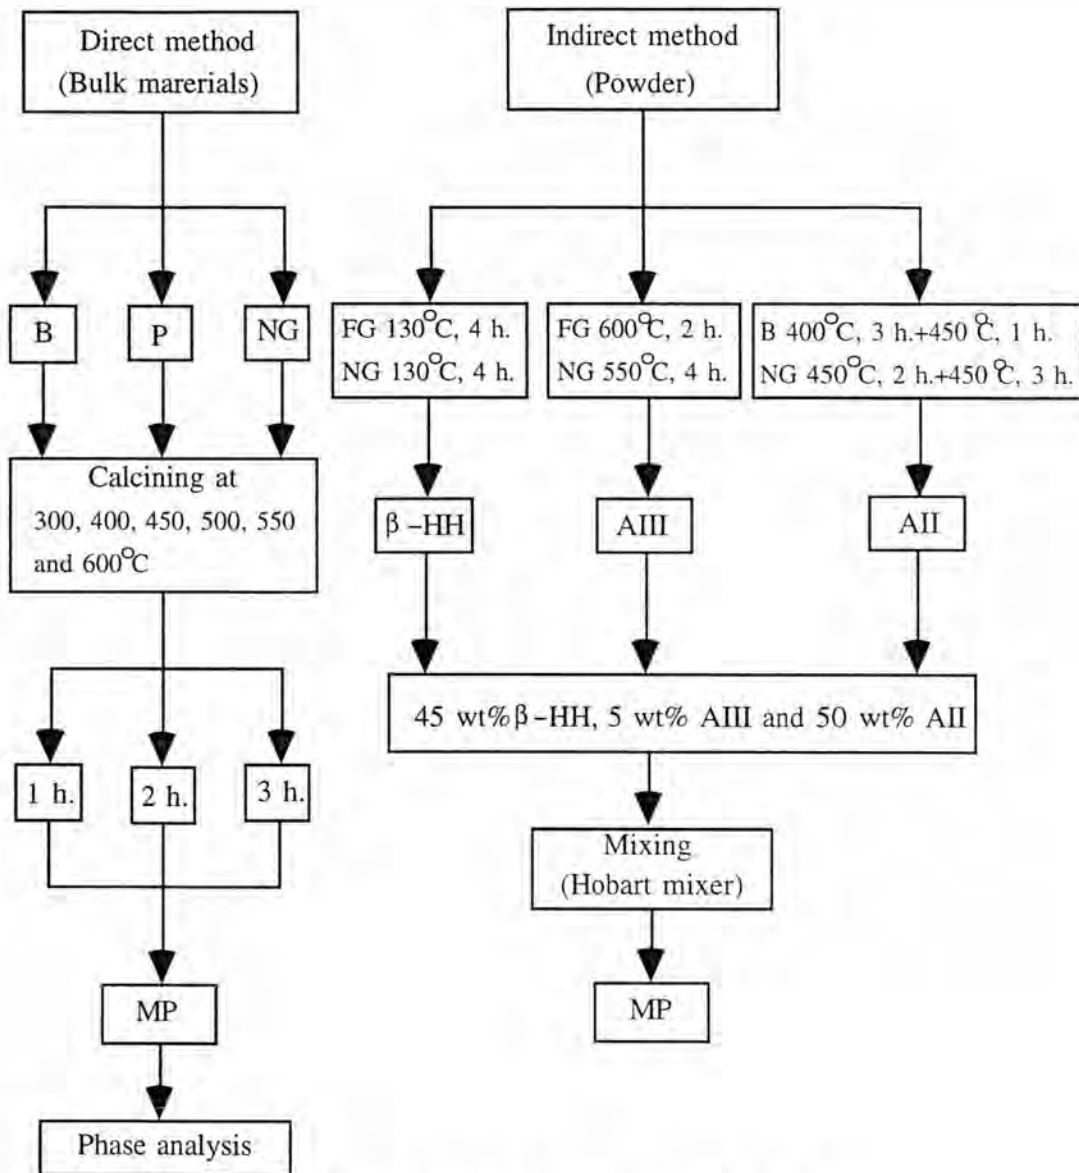 Direct method
(Bulk marerials)
B
P
NG
Calcining at
300, 400, 450, 500, 550
and 600°C
1 h.
2 h.
3 h.
MP
Phase analysis
Indirect method
(Powder)
FG 130°C, 4 h.
NG 130°C, 4 h.
FG 600°C, 2 h.
NG 550°C, 4 h.
B 400°C, 3 h.+450°C, 1 h.
NG 450°C, 2 h.+450°C, 3 h.
β-HH
AIII
AII
45 wt%β-HH, 5 wt% AIII and 50 wt% AII
Mixing
(Hobart mixer)
MP